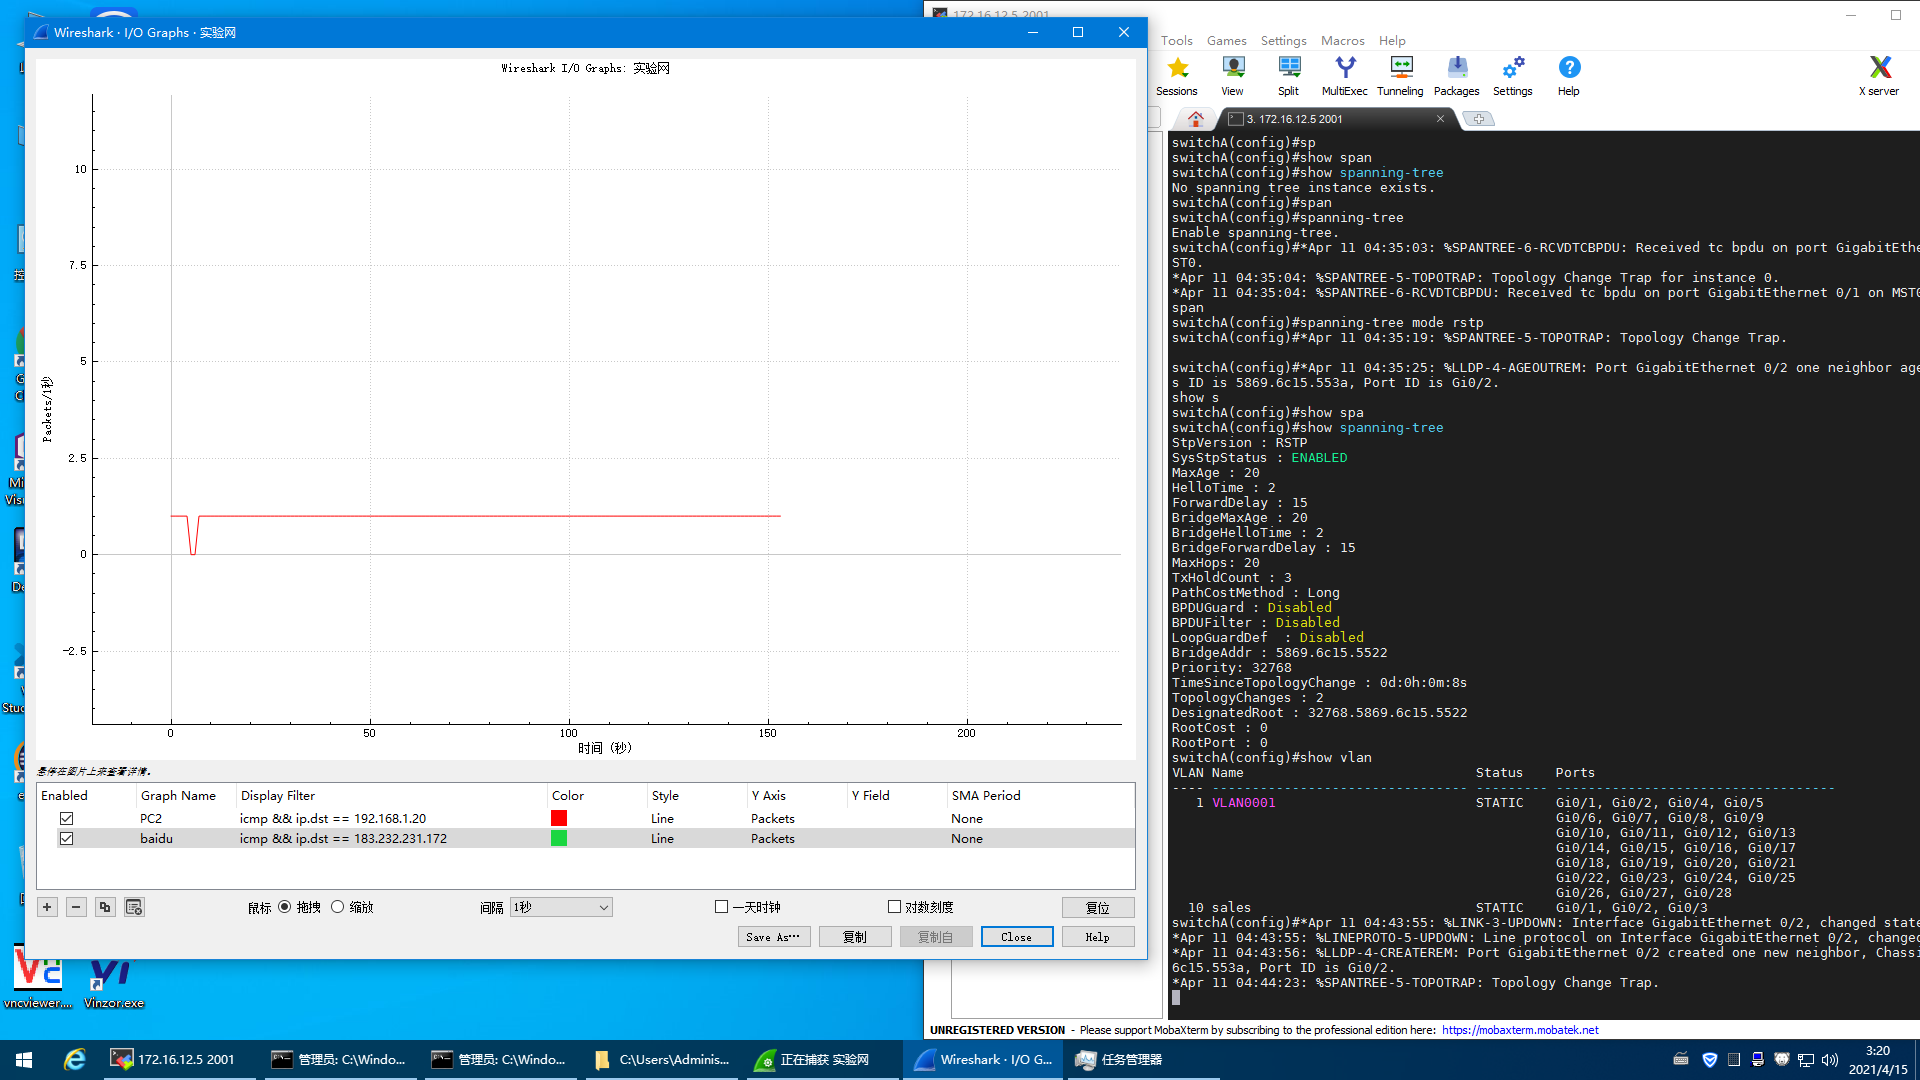 Wireshark · I/O Graphs · 实验网
Wireshark I/O Graphs: 实验网
10
7.5
5
2.5
0
-2.5
Packets/1秒
0
50
100
150
200
时间 (秒)
悬停在图片上来查看详情。
Enabled Graph Name Display Filter Color Style Y Axis Y Field SMA Period
PC2 icmp && ip.dst == 192.168.1.20 Line Packets None
baidu icmp && ip.dst == 183.232.231.172 Line Packets None
鼠标 拖拽 缩放 间隔 1秒 一天时钟 对数刻度 复位
Save As… 复制 复制自 Close Help
vncviewer....
Vinzor.exe
172.16.12.5 2001
Tools Games Settings Macros Help
Sessions View Split MultiExec Tunneling Packages Settings Help X server
3. 172.16.12.5 2001
switchA(config)#sp
switchA(config)#show span
switchA(config)#show spanning-tree
No spanning tree instance exists.
switchA(config)#span
switchA(config)#spanning-tree
Enable spanning-tree.
switchA(config)#*Apr 11 04:35:03: %SPANTREE-6-RCVDTCBPDU: Received tc bpdu on port GigabitEthe
ST0.
*Apr 11 04:35:04: %SPANTREE-5-TOPOTRAP: Topology Change Trap for instance 0.
*Apr 11 04:35:04: %SPANTREE-6-RCVDTCBPDU: Received tc bpdu on port GigabitEthernet 0/1 on MST0
span
switchA(config)#spanning-tree mode rstp
switchA(config)#*Apr 11 04:35:19: %SPANTREE-5-TOPOTRAP: Topology Change Trap.
switchA(config)#*Apr 11 04:35:25: %LLDP-4-AGEOUTREM: Port GigabitEthernet 0/2 one neighbor age
s ID is 5869.6c15.553a, Port ID is Gi0/2.
show s
switchA(config)#show spa
switchA(config)#show spanning-tree
StpVersion : RSTP
SysStpStatus : ENABLED
MaxAge : 20
HelloTime : 2
ForwardDelay : 15
BridgeMaxAge : 20
BridgeHelloTime : 2
BridgeForwardDelay : 15
MaxHops: 20
TxHoldCount : 3
PathCostMethod : Long
BPDUGuard : Disabled
BPDUFilter : Disabled
LoopGuardDef  : Disabled
BridgeAddr : 5869.6c15.5522
Priority: 32768
TimeSinceTopologyChange : 0d:0h:0m:8s
TopologyChanges : 2
DesignatedRoot : 32768.5869.6c15.5522
RootCost : 0
RootPort : 0
switchA(config)#show vlan
VLAN Name Status Ports
---- -------------------------------- --------- -----------------------------------
1 VLAN0001 STATIC Gi0/1, Gi0/2, Gi0/4, Gi0/5
Gi0/6, Gi0/7, Gi0/8, Gi0/9
Gi0/10, Gi0/11, Gi0/12, Gi0/13
Gi0/14, Gi0/15, Gi0/16, Gi0/17
Gi0/18, Gi0/19, Gi0/20, Gi0/21
Gi0/22, Gi0/23, Gi0/24, Gi0/25
Gi0/26, Gi0/27, Gi0/28
10 sales STATIC Gi0/1, Gi0/2, Gi0/3
switchA(config)#*Apr 11 04:43:55: %LINK-3-UPDOWN: Interface GigabitEthernet 0/2, changed state
*Apr 11 04:43:55: %LINEPROTO-5-UPDOWN: Line protocol on Interface GigabitEthernet 0/2, changed
*Apr 11 04:43:56: %LLDP-4-CREATEREM: Port GigabitEthernet 0/2 created one new neighbor, Chassi
6c15.553a, Port ID is Gi0/2.
*Apr 11 04:44:23: %SPANTREE-5-TOPOTRAP: Topology Change Trap.
UNREGISTERED VERSION - Please support MobaXterm by subscribing to the professional edition here: https://mobaxterm.mobatek.net
172.16.12.5 2001
管理员: C:\Windo...
管理员: C:\Windo...
C:\Users\Adminis...
正在捕获 实验网
Wireshark · I/O G...
任务管理器
3:20
2021/4/15